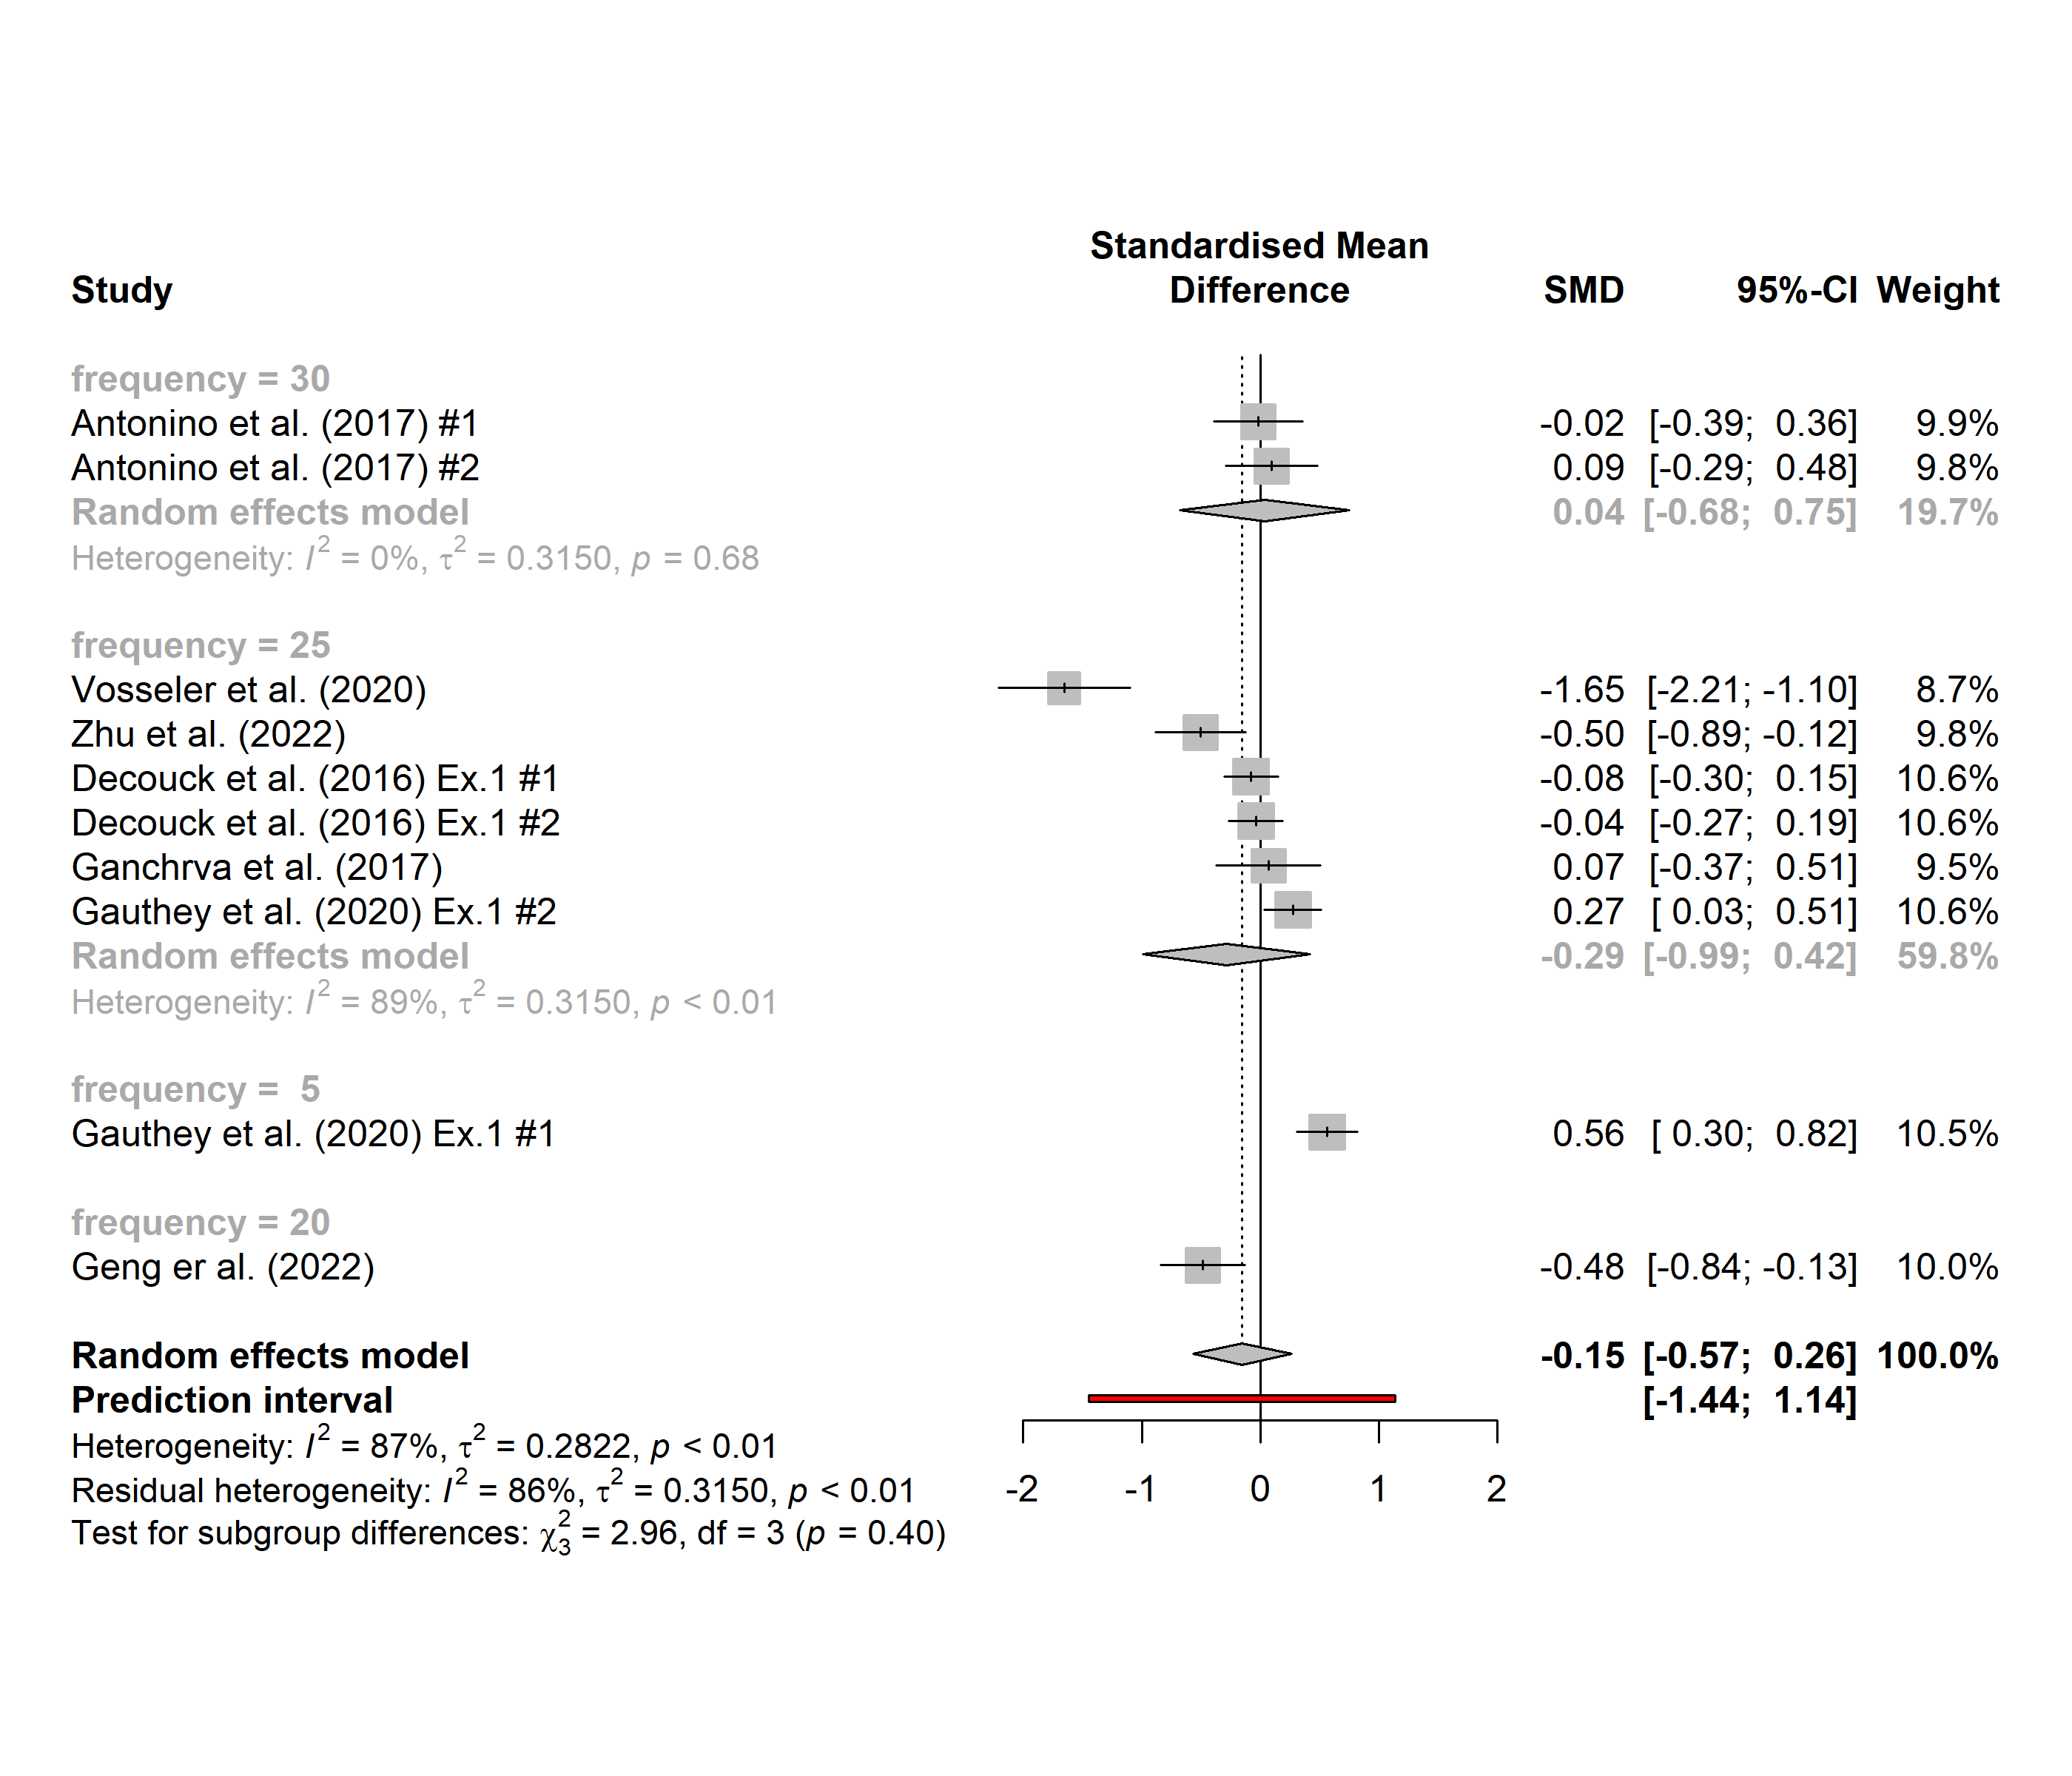 Standardised Mean
Study Difference SMD 95%-CI Weight
frequency = 30
Antonino et al. (2017) #1 -0.02 [-0.39; 0.36] 9.9%
Antonino et al. (2017) #2 0.09 [-0.29; 0.48] 9.8%
Random effects model 0.04 [-0.68; 0.75] 19.7%
Heterogeneity: I² = 0%, τ² = 0.3150, p = 0.68
frequency = 25
Vosseler et al. (2020) -1.65 [-2.21; -1.10] 8.7%
Zhu et al. (2022) -0.50 [-0.89; -0.12] 9.8%
Decouck et al. (2016) Ex.1 #1 -0.08 [-0.30; 0.15] 10.6%
Decouck et al. (2016) Ex.1 #2 -0.04 [-0.27; 0.19] 10.6%
Ganchrva et al. (2017) 0.07 [-0.37; 0.51] 9.5%
Gauthey et al. (2020) Ex.1 #2 0.27 [ 0.03; 0.51] 10.6%
Random effects model -0.29 [-0.99; 0.42] 59.8%
Heterogeneity: I² = 89%, τ² = 0.3150, p < 0.01
frequency = 5
Gauthey et al. (2020) Ex.1 #1 0.56 [ 0.30; 0.82] 10.5%
frequency = 20
Geng er al. (2022) -0.48 [-0.84; -0.13] 10.0%
Random effects model -0.15 [-0.57; 0.26] 100.0%
Prediction interval [-1.44; 1.14]
Heterogeneity: I² = 87%, τ² = 0.2822, p < 0.01
Residual heterogeneity: I² = 86%, τ² = 0.3150, p < 0.01
-2 -1 0 1 2
Test for subgroup differences: χ²₃ = 2.96, df = 3 (p = 0.40)